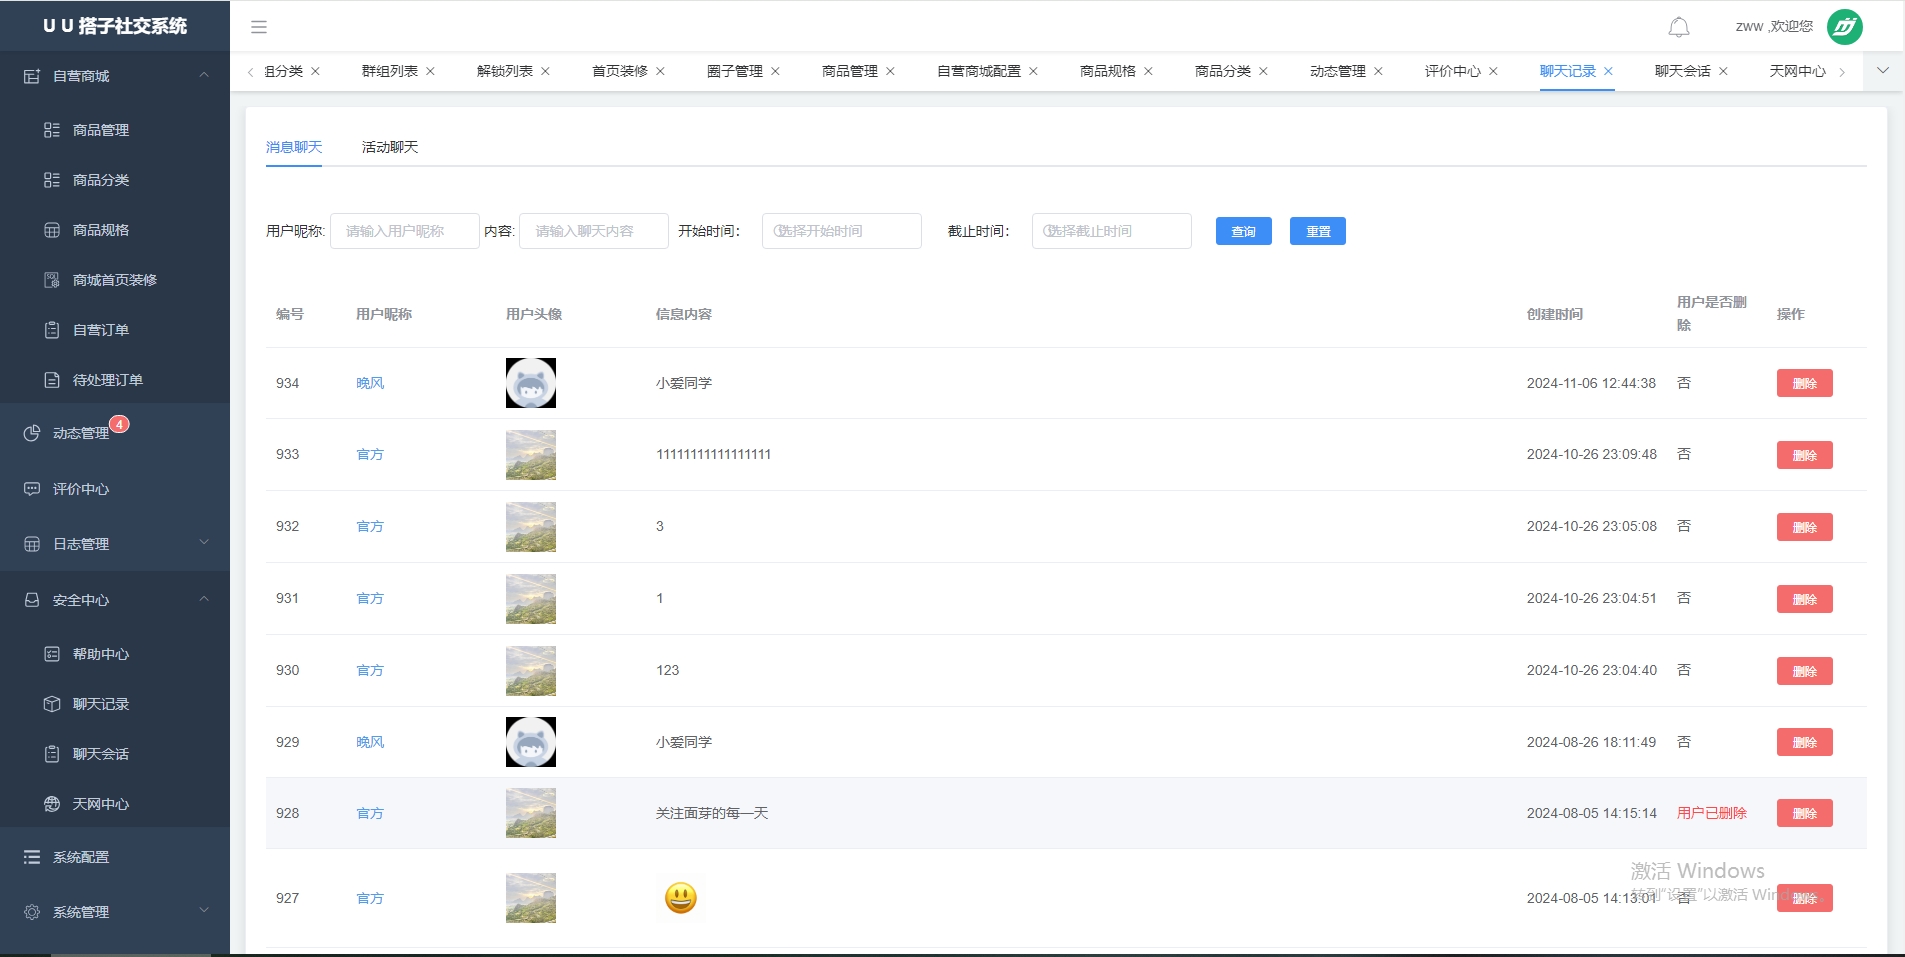 U U 搭子社交系统
zww ,欢迎您
组分类 群组列表 解锁列表 首页装修 圈子管理 商品管理 自营商城配置 商品规格 商品分类 动态管理 评价中心 聊天记录 聊天会话 天网中心
自营商城
商品管理
商品分类
商品规格
商城首页装修
自营订单
待处理订单
动态管理 4
评价中心
日志管理
安全中心
帮助中心
聊天记录
聊天会话
天网中心
系统配置
系统管理
消息聊天 活动聊天
用户昵称: 请输入用户昵称 内容: 请输入聊天内容 开始时间： 选择开始时间 截止时间： 选择截止时间 查询 重置
编号 用户昵称 用户头像 信息内容 创建时间 用户是否删除 操作
934 晚风 小爱同学 2024-11-06 12:44:38 否 删除
933 官方 11111111111111111 2024-10-26 23:09:48 否 删除
932 官方 3 2024-10-26 23:05:08 否 删除
931 官方 1 2024-10-26 23:04:51 否 删除
930 官方 123 2024-10-26 23:04:40 否 删除
929 晚风 小爱同学 2024-08-26 18:11:49 否 删除
928 官方 关注面芽的每一天 2024-08-05 14:15:14 用户已删除 删除
927 官方 😃 2024-08-05 14:13:01 否 删除
激活 Windows
转到"设置"以激活 Windows。